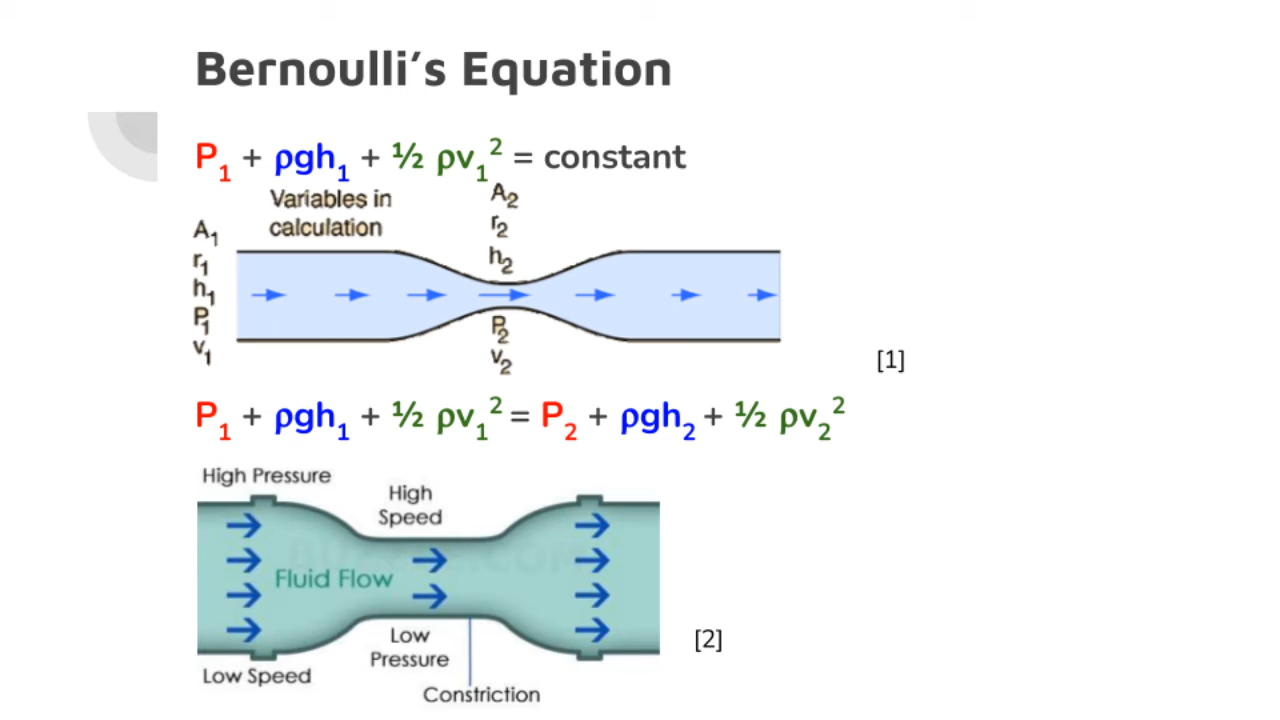 Bernoulli’s Equation
P₁ + ρgh₁ + ½ ρv₁² = constant
Variables in
calculation
A₂
r₂
h₂
A₁
r₁
h₁
P₁
v₁
P₂
v₂
[1]
P₁ + ρgh₁ + ½ ρv₁² = P₂ + ρgh₂ + ½ ρv₂²
High Pressure
High
Speed
Fluid Flow
Low
Pressure
Low Speed
Constriction
[2]